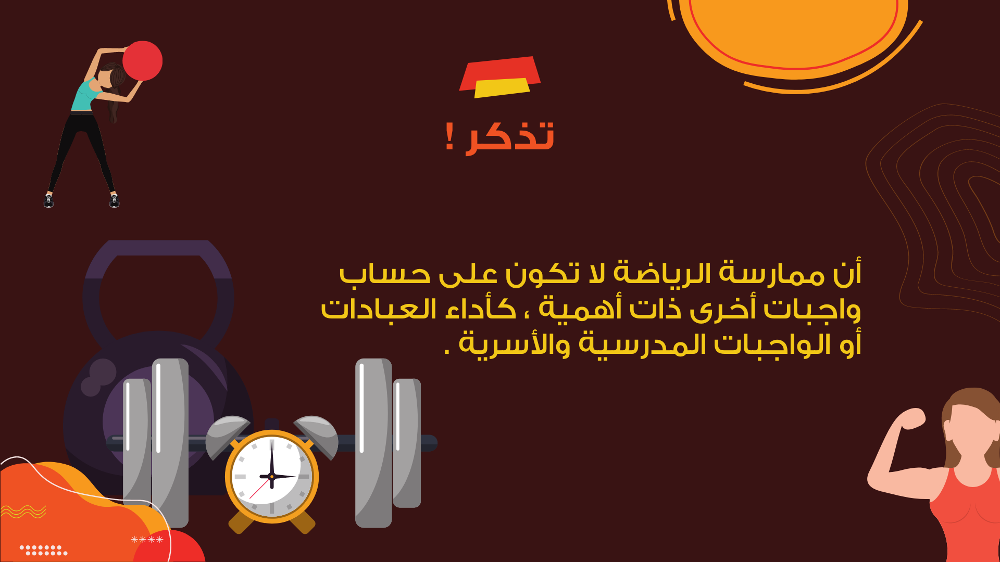 تذكر !
أن ممارسة الرياضة لا تكون على حساب
واجبات أخرى ذات أهمية ، كأداء العبادات
أو الواجبات المدرسية والأسرية .